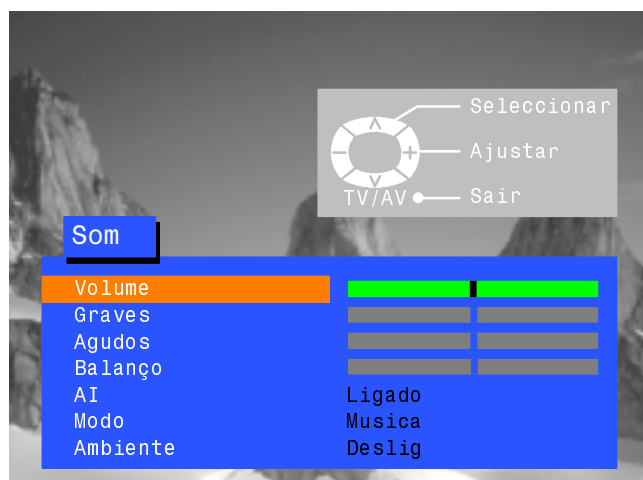 Seleccionar
Ajustar
TV/AV Sair
Som
Volume
Graves
Agudos
Balanço
AI Ligado
Modo Musica
Ambiente Deslig